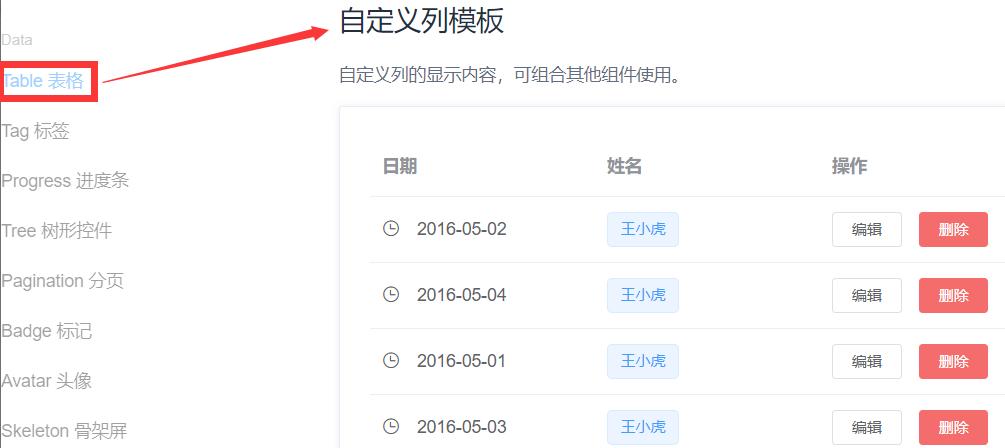 Data
Table 表格
Tag 标签
Progress 进度条
Tree 树形控件
Pagination 分页
Badge 标记
Avatar 头像
Skeleton 骨架屏
自定义列模板
自定义列的显示内容，可组合其他组件使用。
日期 姓名 操作
2016-05-02 王小虎 编辑 删除
2016-05-04 王小虎 编辑 删除
2016-05-01 王小虎 编辑 删除
2016-05-03 王小虎 编辑 删除